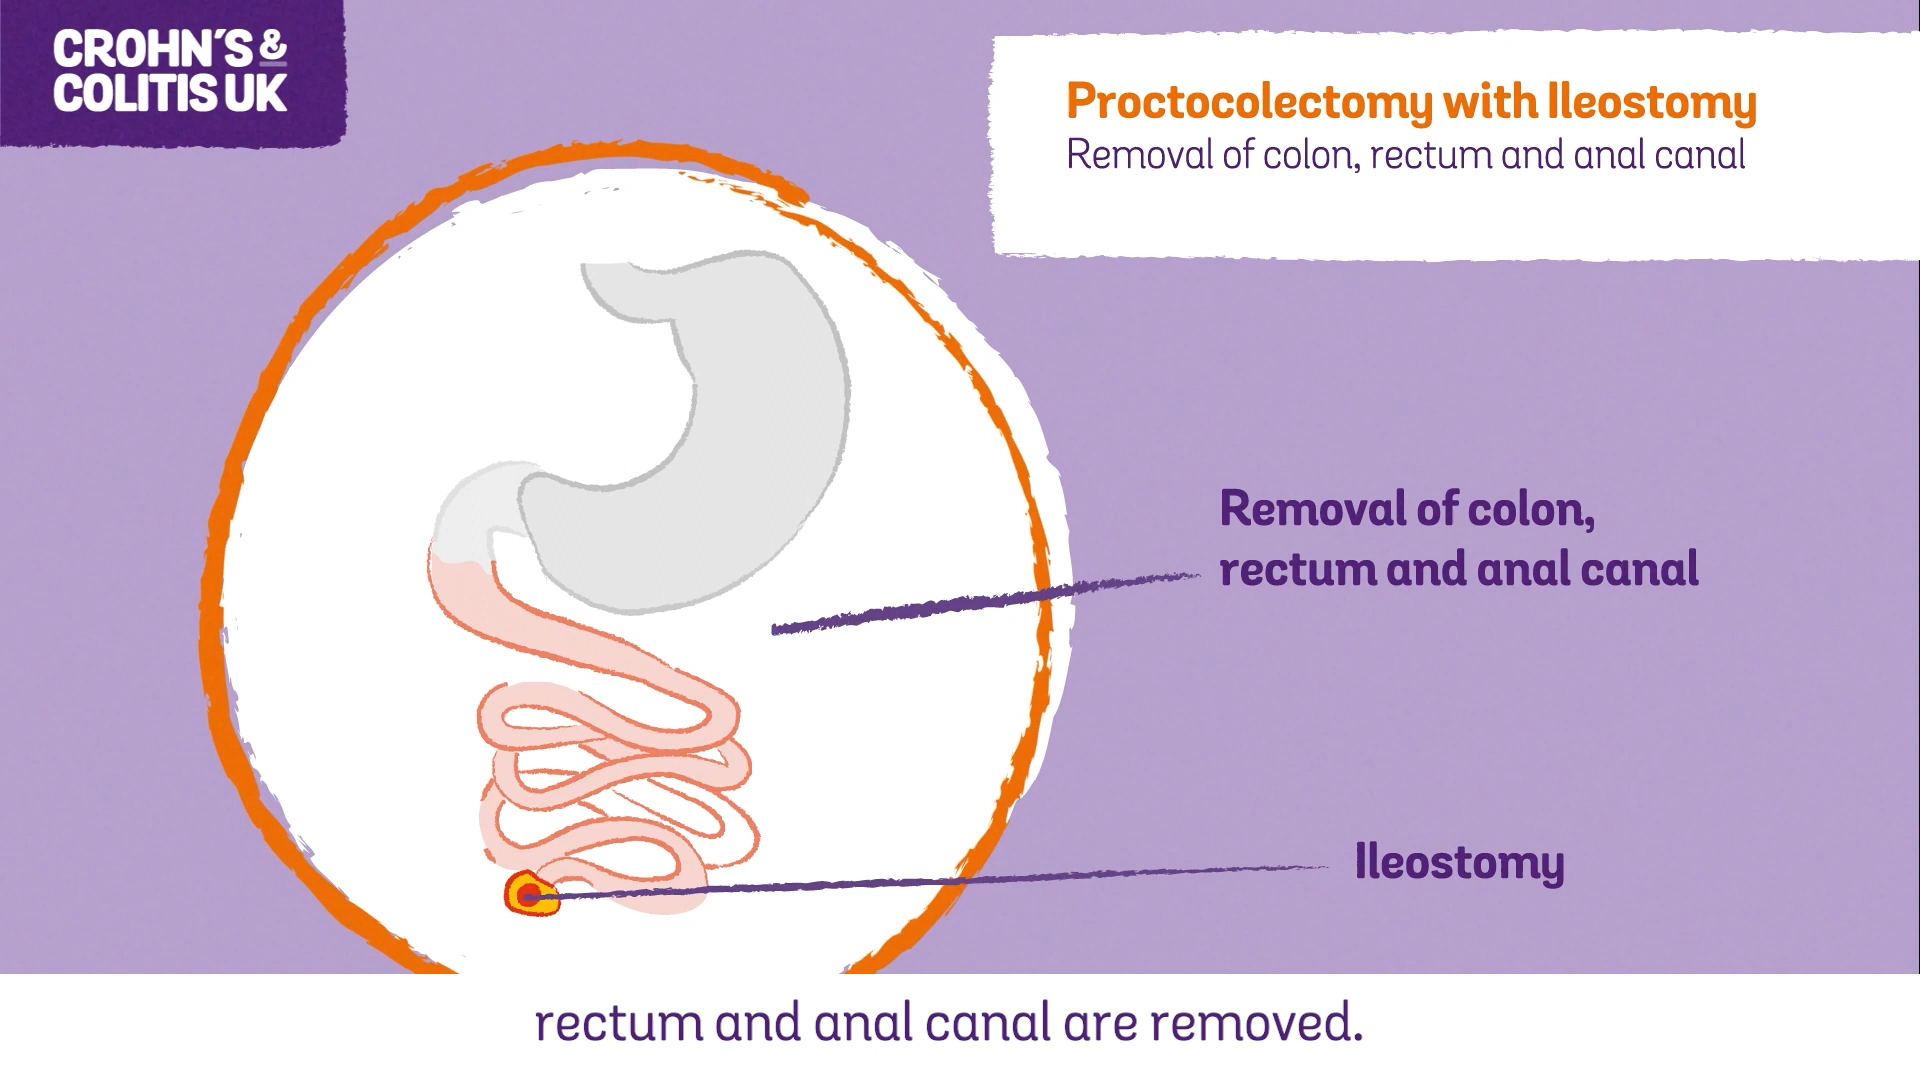 CROHN'S &
COLITIS UK
Proctocolectomy with Ileostomy
Removal of colon, rectum and anal canal
Removal of colon,
rectum and anal canal
Ileostomy
rectum and anal canal are removed.